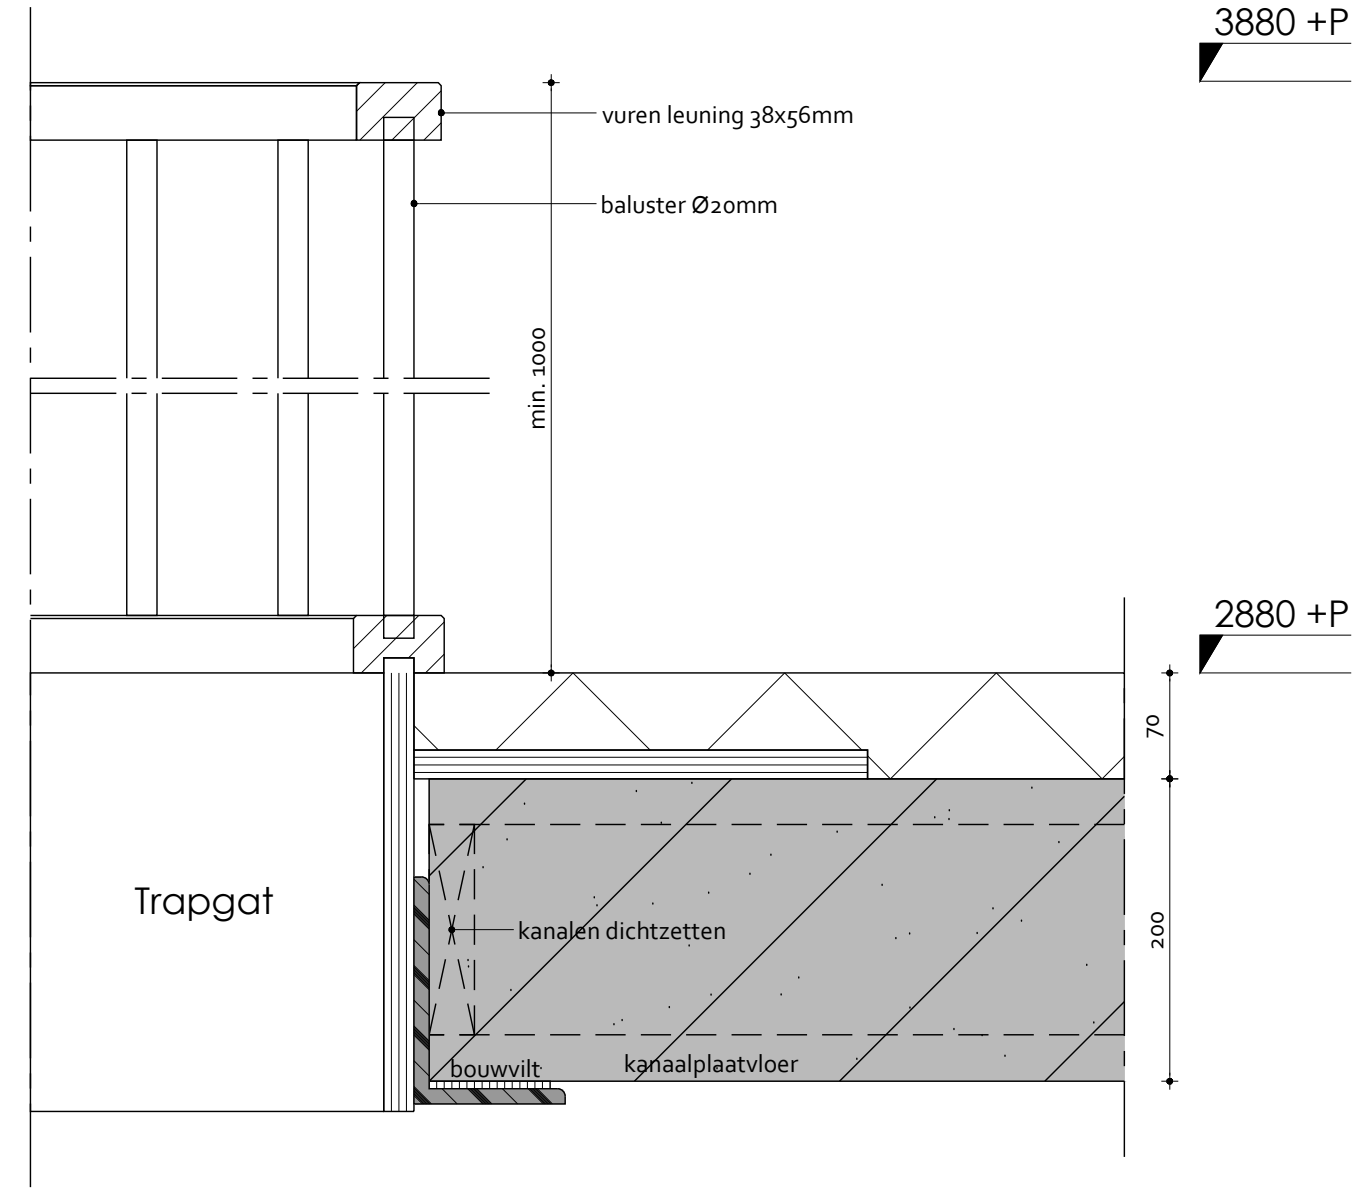 3880 +P
vuren leuning 38x56mm
baluster Ø20mm
min. 1000
2880 +P
70
Trapgat
kanalen dichtzetten
200
bouwvilt
kanaalplaatvloer